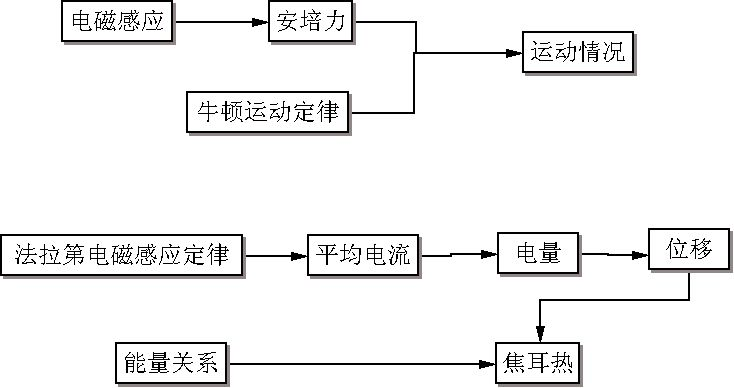 电磁感应
安培力
运动情况
牛顿运动定律
法拉第电磁感应定律
平均电流
电量
位移
能量关系
焦耳热